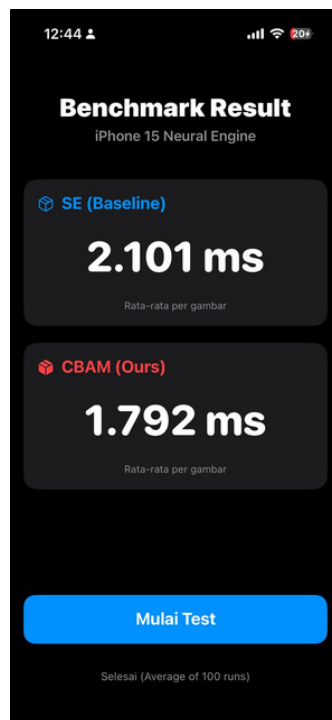 12:44
20+
Benchmark Result
iPhone 15 Neural Engine
SE (Baseline)
2.101 ms
Rata-rata per gambar
CBAM (Ours)
1.792 ms
Rata-rata per gambar
Mulai Test
Selesai (Average of 100 runs)